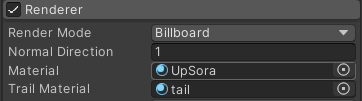 Renderer
Render Mode Billboard
Normal Direction 1
Material UpSora
Trail Material tail